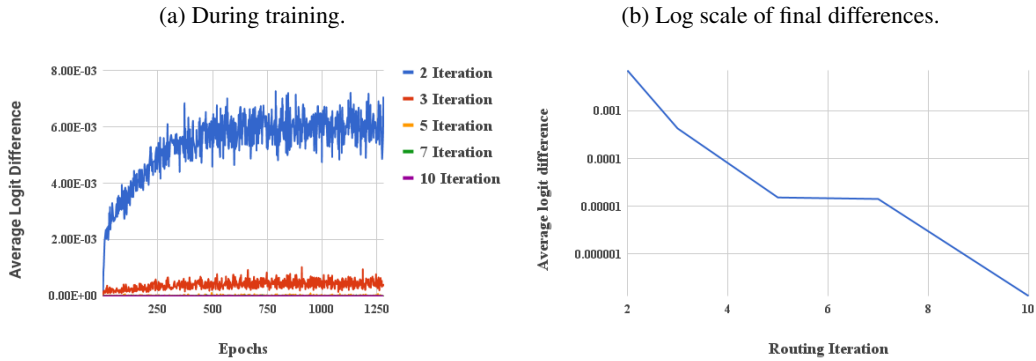 (a) During training.
(b) Log scale of final differences.
8.00E-03
6.00E-03
4.00E-03
2.00E-03
0.00E+00
Average Logit Difference
250
500
750
1000
1250
Epochs
2 Iteration
3 Iteration
5 Iteration
7 Iteration
10 Iteration
0.001
0.0001
0.00001
0.000001
Average logit difference
2
4
6
8
10
Routing Iteration